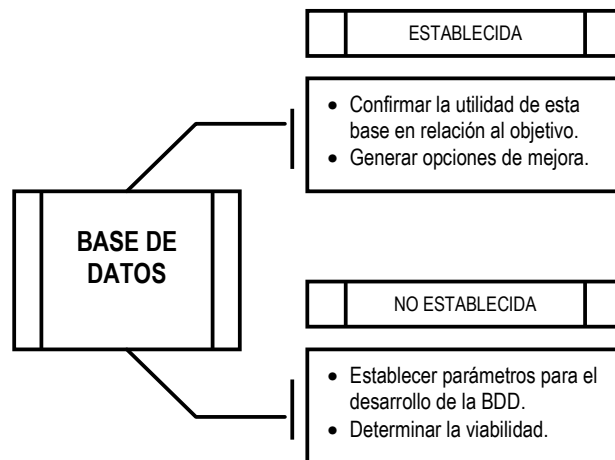 ESTABLECIDA
• Confirmar la utilidad de esta
base en relación al objetivo.
• Generar opciones de mejora.
BASE DE
DATOS
NO ESTABLECIDA
• Establecer parámetros para el
desarrollo de la BDD.
• Determinar la viabilidad.